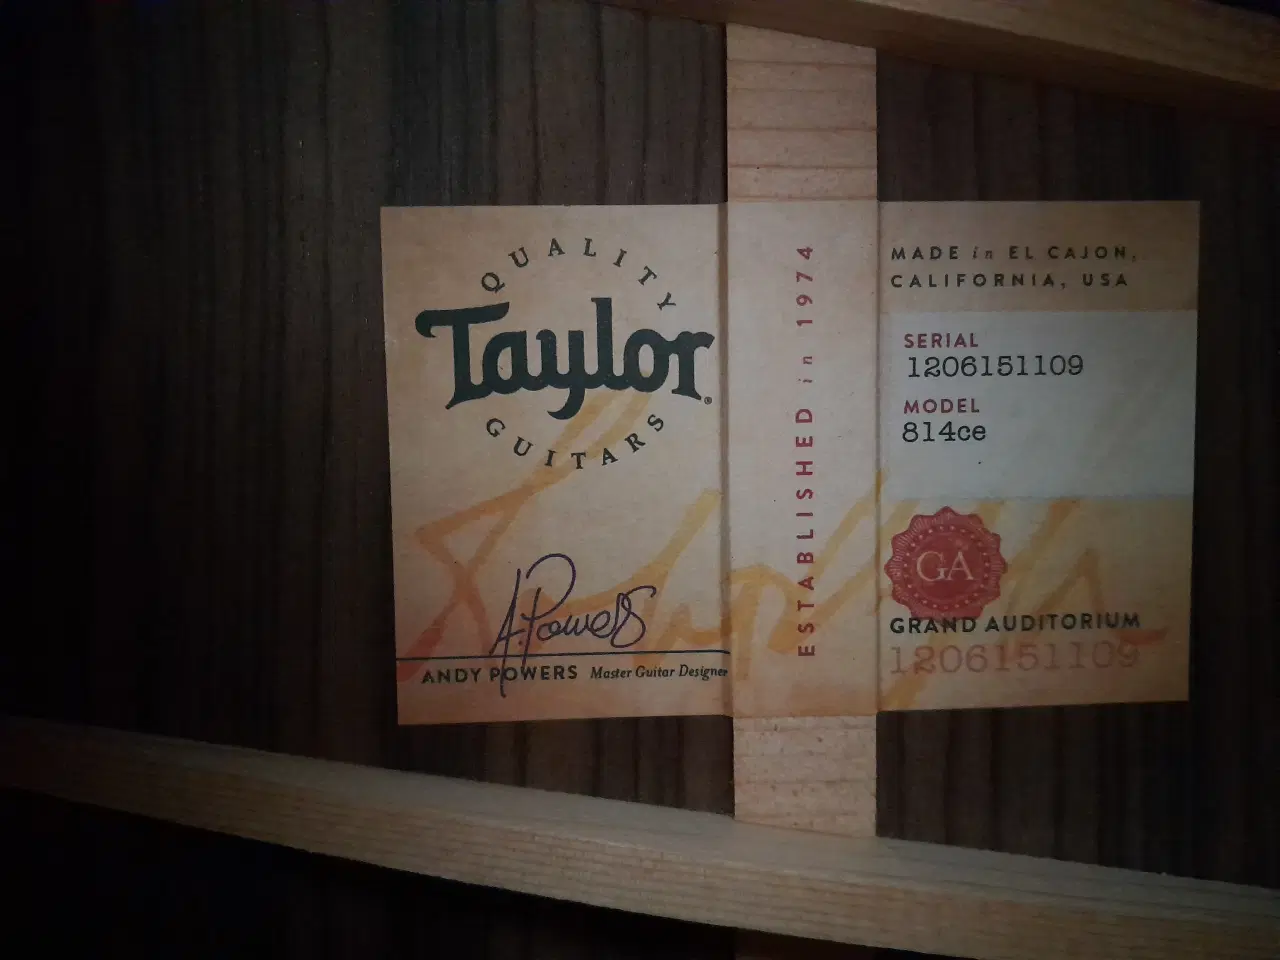 QUALITY
Taylor®
GUITARS
A. Powers
ANDY POWERS Master Guitar Designer
ESTABLISHED in 1974
MADE in EL CAJON,
CALIFORNIA, USA
SERIAL
1206151109
MODEL
814ce
GA
GRAND AUDITORIUM
1206151109